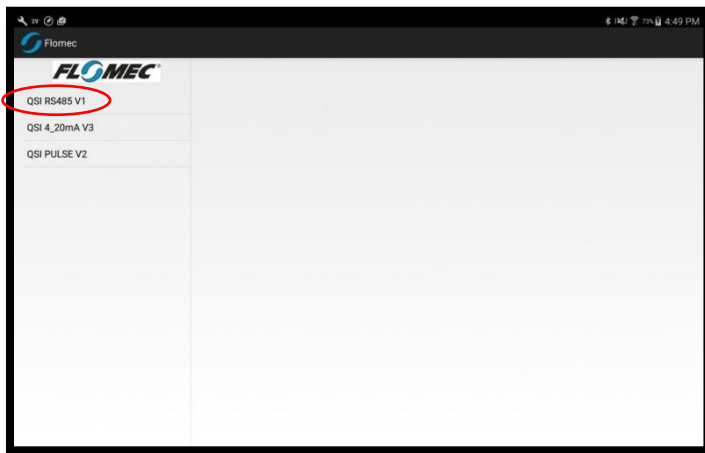 29° 73% 4:49 PM
Flomec
FLOMEC®
QSI RS485 V1
QSI 4_20mA V3
QSI PULSE V2